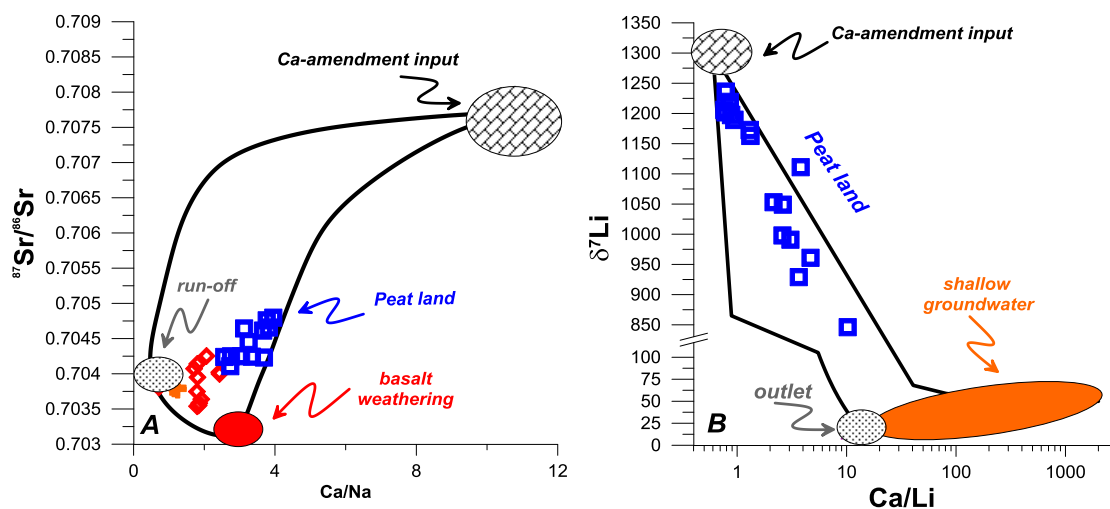 0.709
0.7085
0.708
0.7075
0.707
0.7065
0.706
0.7055
0.705
0.7045
0.704
0.7035
0.703
⁸⁷Sr/⁸⁶Sr
Ca-amendment input
run-off
Peat land
basalt
weathering
A
0
4
8
12
Ca/Na
1350
1300
1250
1200
1150
1100
1050
1000
950
900
850
100
75
50
25
0
δ⁷Li
Ca-amendment input
Peat land
shallow
groundwater
outlet
B
1
10
100
1000
Ca/Li